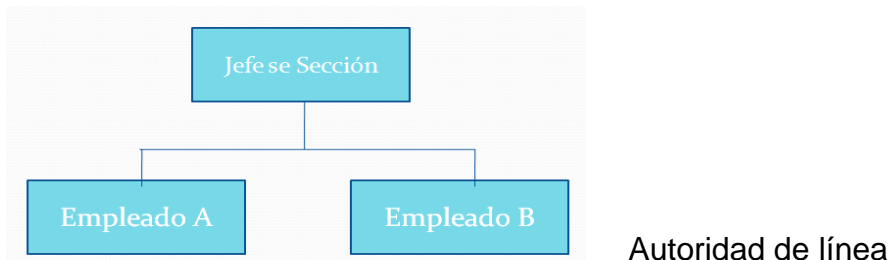 Jefe se Sección
Empleado A
Empleado B
Autoridad de línea